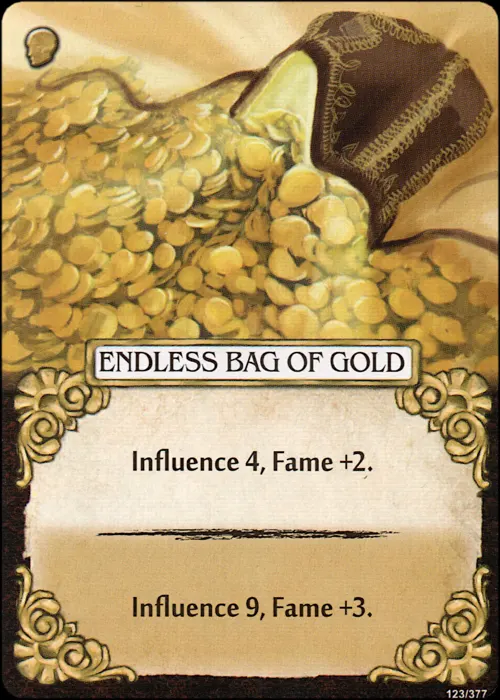 ENDLESS BAG OF GOLD
Influence 4, Fame +2.
Influence 9, Fame +3.
123/377